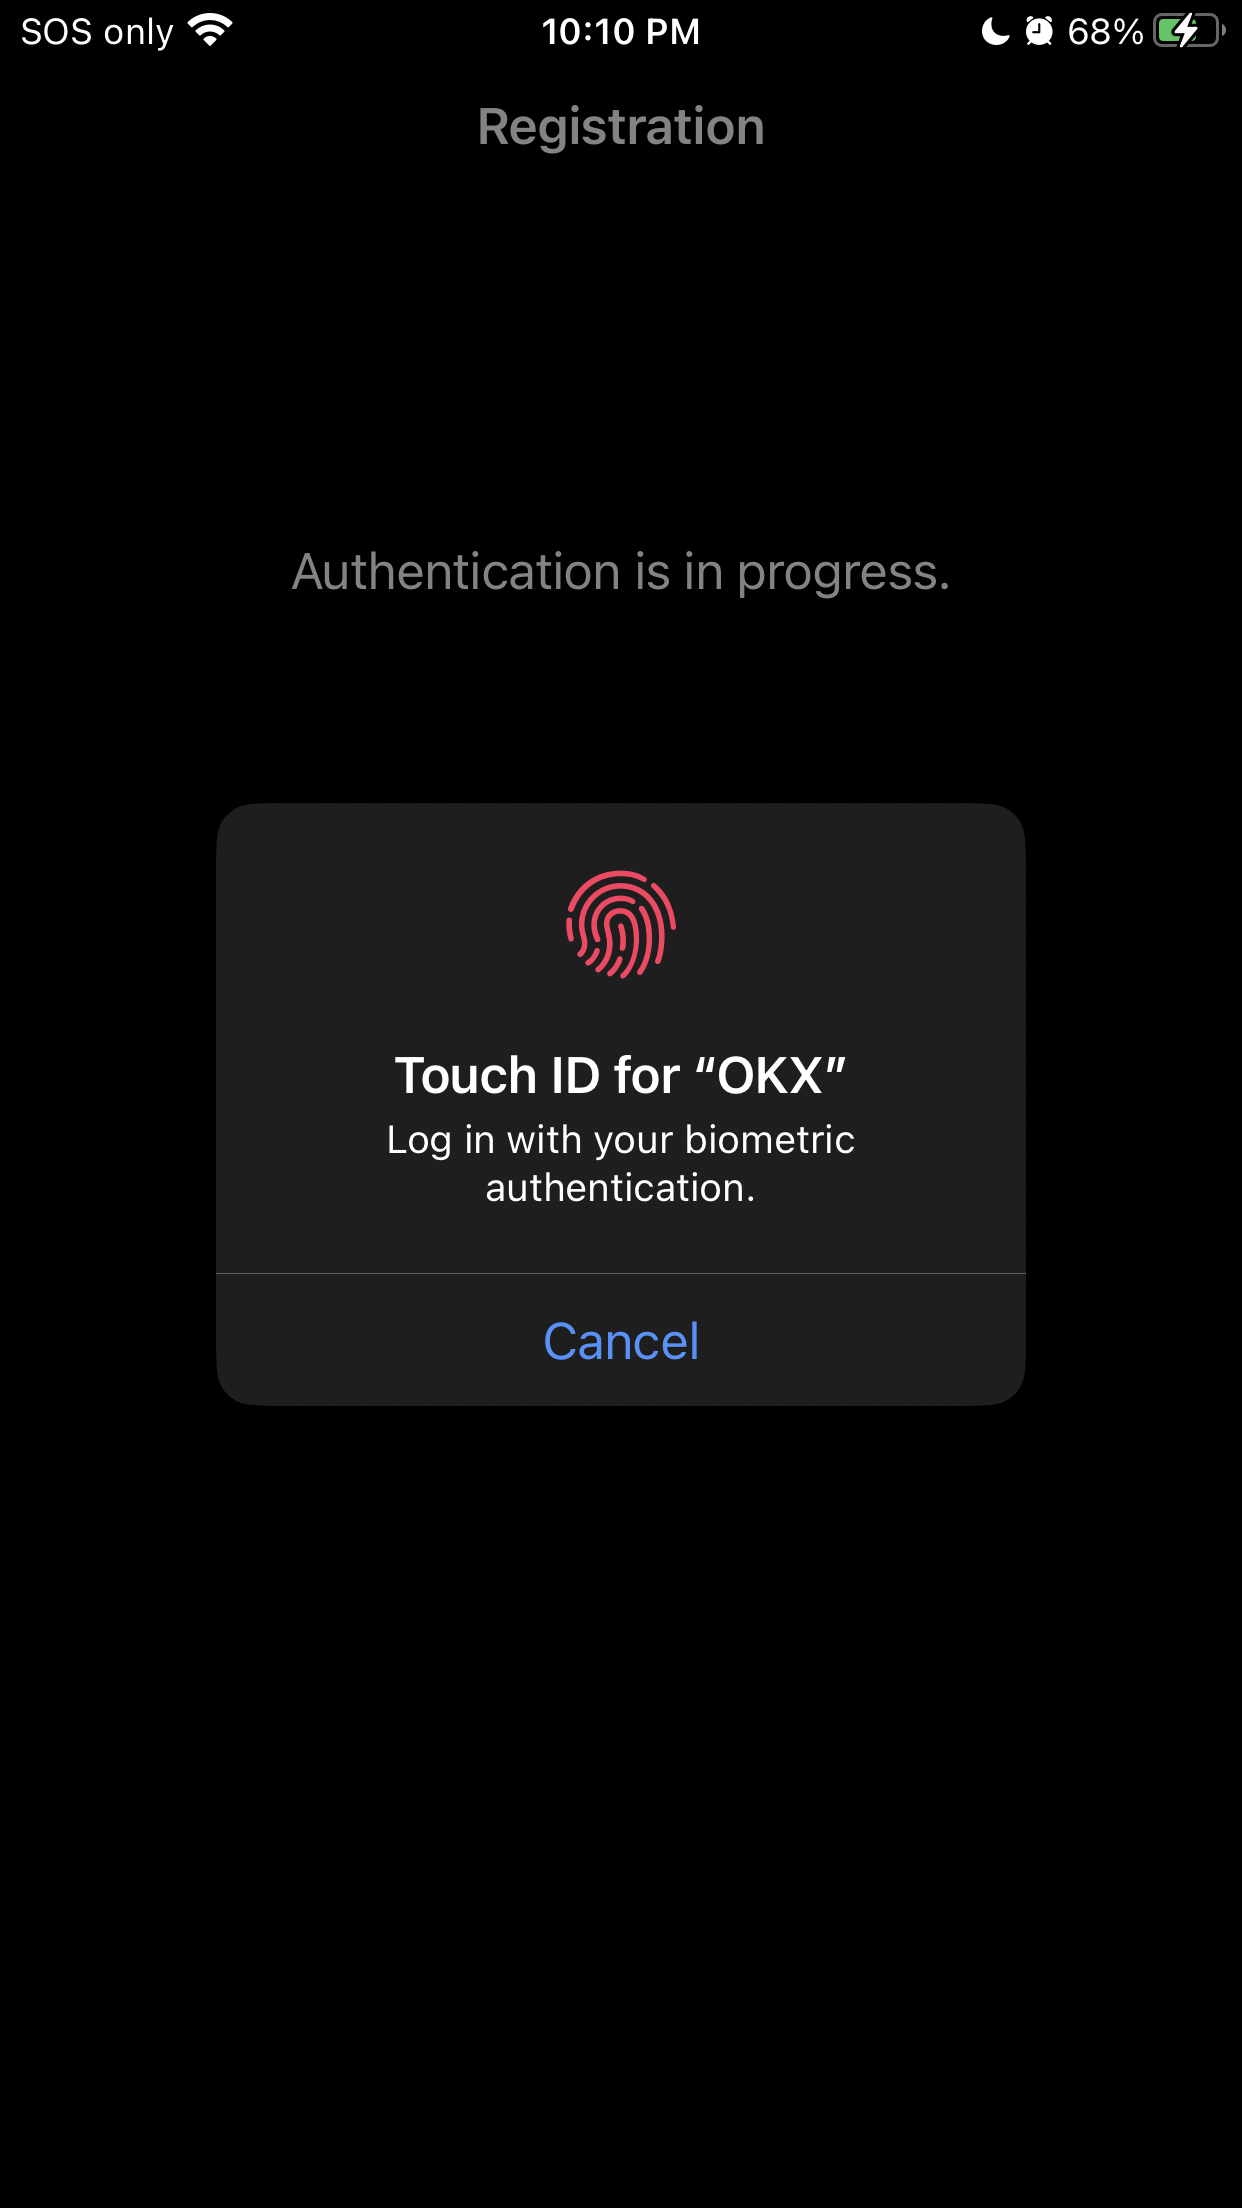 SOS only 10:10 PM 68%
Registration
Authentication is in progress.
Touch ID for “OKX”
Log in with your biometric
authentication.
Cancel